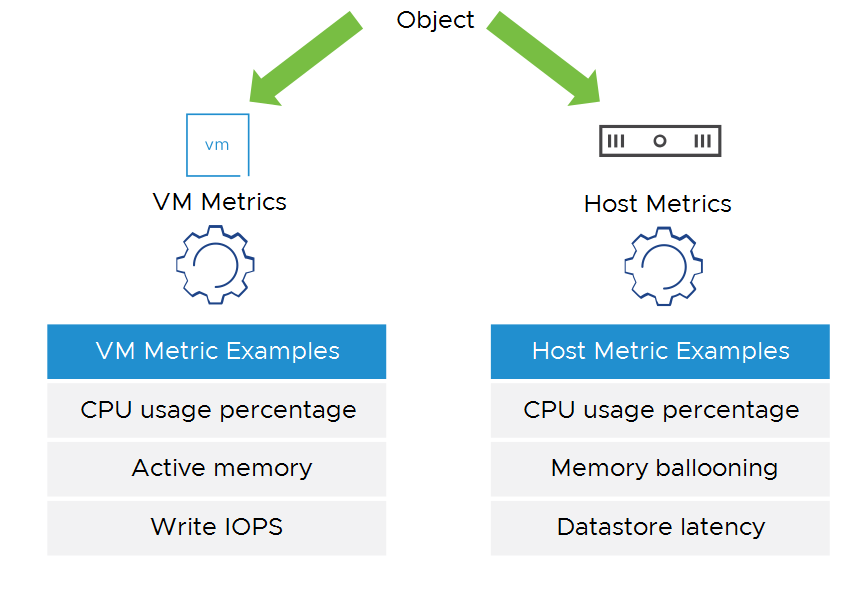 Object
vm
VM Metrics
Host Metrics
VM Metric Examples
CPU usage percentage
Active memory
Write IOPS
Host Metric Examples
CPU usage percentage
Memory ballooning
Datastore latency